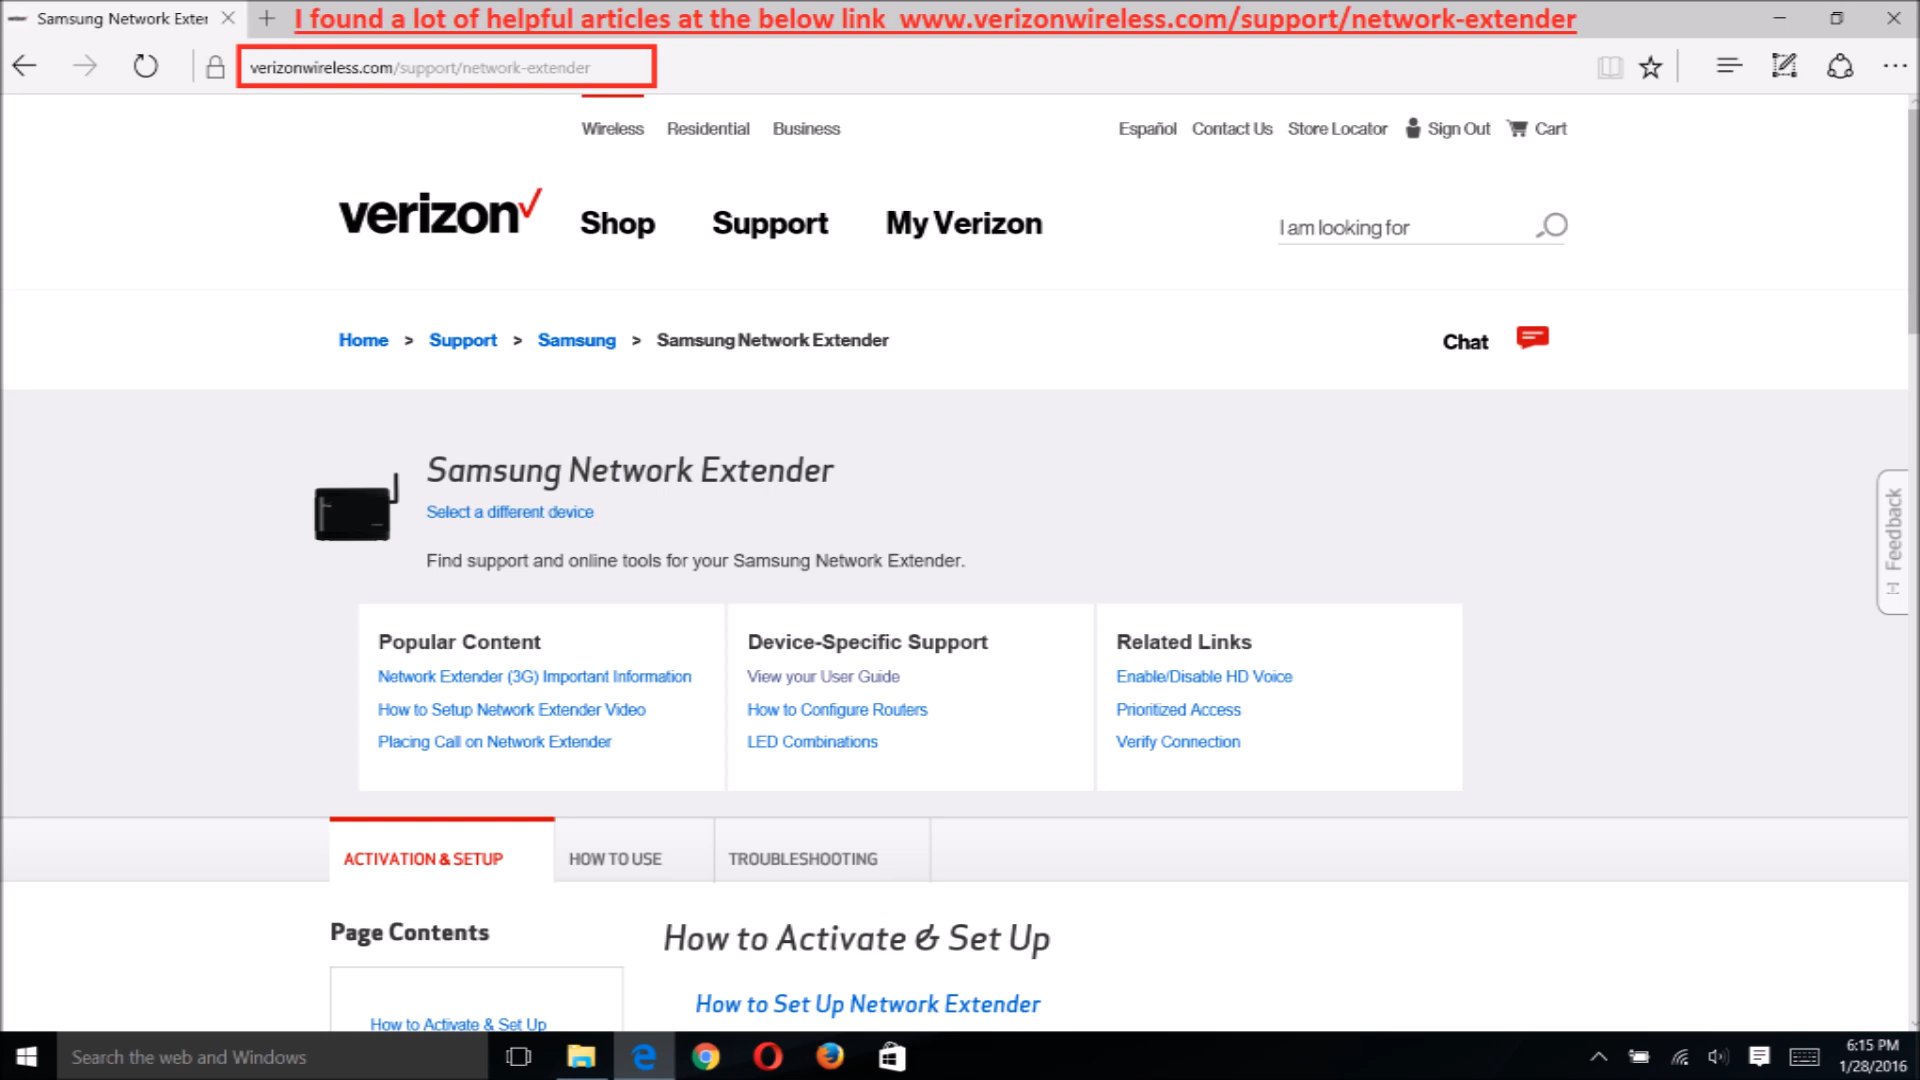 Samsung Network Exter
I found a lot of helpful articles at the below link www.verizonwireless.com/support/network-extender
verizonwireless.com/support/network-extender
Wireless Residential Business Español Contact Us Store Locator Sign Out Cart
verizon Shop Support My Verizon I am looking for
Home > Support > Samsung > Samsung Network Extender Chat
Samsung Network Extender
Select a different device
Find support and online tools for your Samsung Network Extender.
Feedback [+]
Popular Content Device-Specific Support Related Links
Network Extender (3G) Important Information View your User Guide Enable/Disable HD Voice
How to Setup Network Extender Video How to Configure Routers Prioritized Access
Placing Call on Network Extender LED Combinations Verify Connection
ACTIVATION & SETUP HOW TO USE TROUBLESHOOTING
Page Contents How to Activate & Set Up
How to Set Up Network Extender
How to Activate & Set Up
Search the web and Windows 6:15 PM
1/28/2016